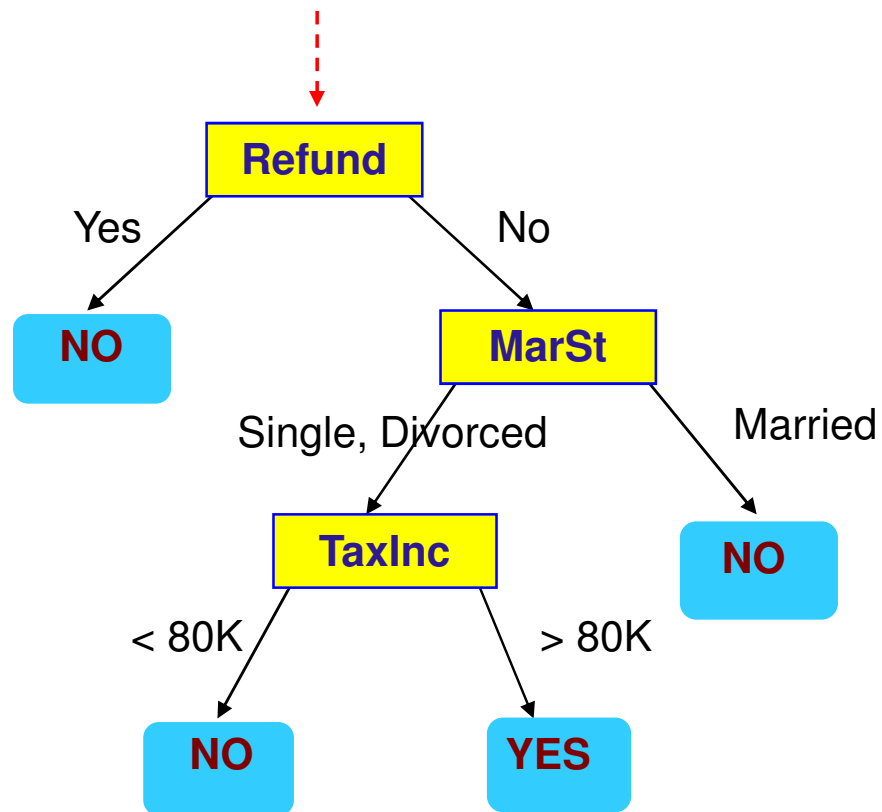 Refund
Yes
No
NO
MarSt
Single, Divorced
Married
TaxInc
NO
< 80K
> 80K
NO
YES